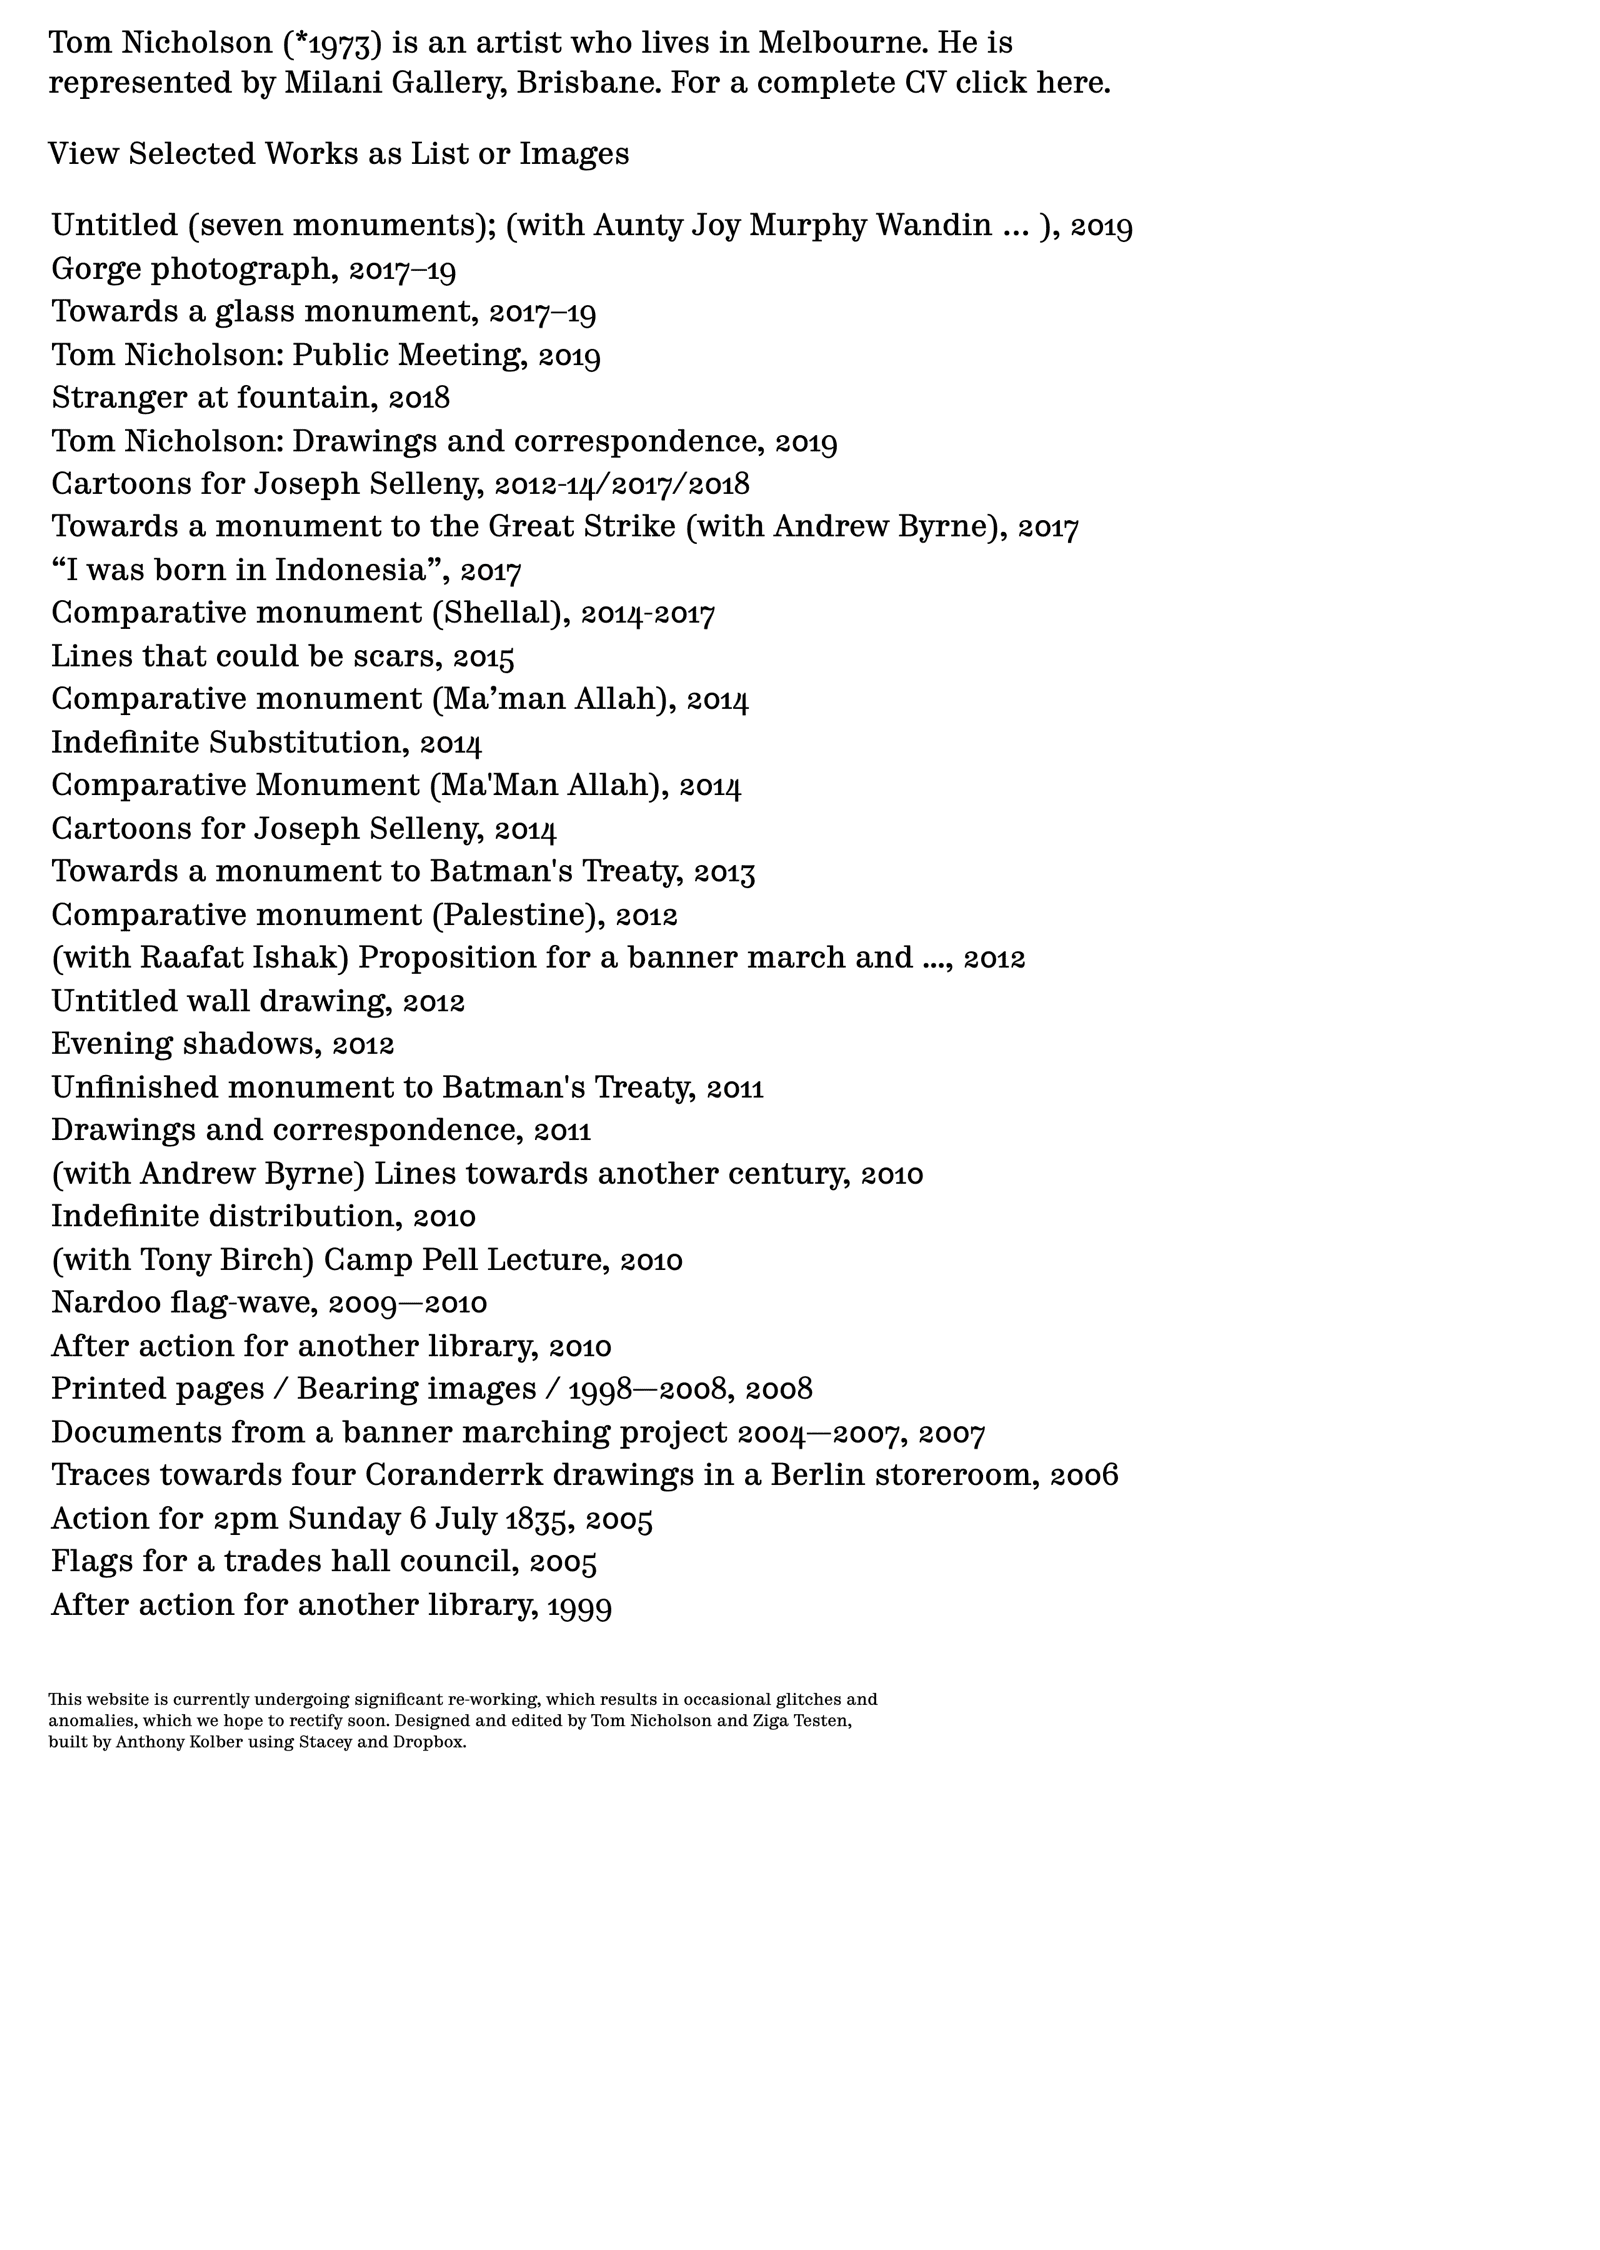 Tom Nicholson (*1973) is an artist who lives in Melbourne. He is
represented by Milani Gallery, Brisbane. For a complete CV click here.
View Selected Works as List or Images
Untitled (seven monuments); (with Aunty Joy Murphy Wandin ... ), 2019
Gorge photograph, 2017–19
Towards a glass monument, 2017–19
Tom Nicholson: Public Meeting, 2019
Stranger at fountain, 2018
Tom Nicholson: Drawings and correspondence, 2019
Cartoons for Joseph Selleny, 2012-14/2017/2018
Towards a monument to the Great Strike (with Andrew Byrne), 2017
“I was born in Indonesia”, 2017
Comparative monument (Shellal), 2014-2017
Lines that could be scars, 2015
Comparative monument (Ma’man Allah), 2014
Indefinite Substitution, 2014
Comparative Monument (Ma'Man Allah), 2014
Cartoons for Joseph Selleny, 2014
Towards a monument to Batman's Treaty, 2013
Comparative monument (Palestine), 2012
(with Raafat Ishak) Proposition for a banner march and ..., 2012
Untitled wall drawing, 2012
Evening shadows, 2012
Unfinished monument to Batman's Treaty, 2011
Drawings and correspondence, 2011
(with Andrew Byrne) Lines towards another century, 2010
Indefinite distribution, 2010
(with Tony Birch) Camp Pell Lecture, 2010
Nardoo flag-wave, 2009—2010
After action for another library, 2010
Printed pages / Bearing images / 1998—2008, 2008
Documents from a banner marching project 2004—2007, 2007
Traces towards four Coranderrk drawings in a Berlin storeroom, 2006
Action for 2pm Sunday 6 July 1835, 2005
Flags for a trades hall council, 2005
After action for another library, 1999
This website is currently undergoing significant re-working, which results in occasional glitches and
anomalies, which we hope to rectify soon. Designed and edited by Tom Nicholson and Ziga Testen,
built by Anthony Kolber using Stacey and Dropbox.